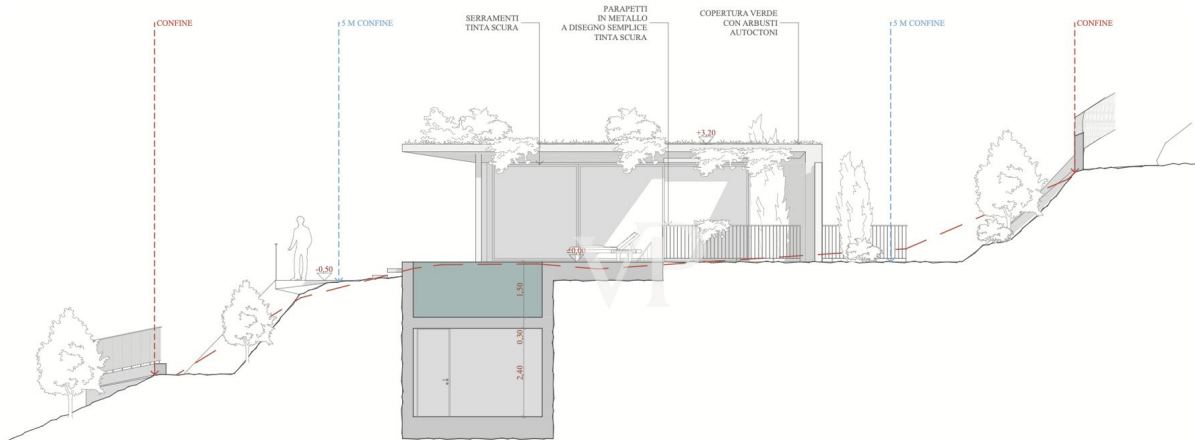 CONFINE
5 M CONFINE
SERRAMENTI
TINTA SCURA
PARAPETTI
IN METALLO
A DISEGNO SEMPLICE
TINTA SCURA
COPERTURA VERDE
CON ARBUSTI
AUTOCTONI
5 M CONFINE
CONFINE
+3,20
±0,00
-0,50
1,50
0,30
2,40
VP